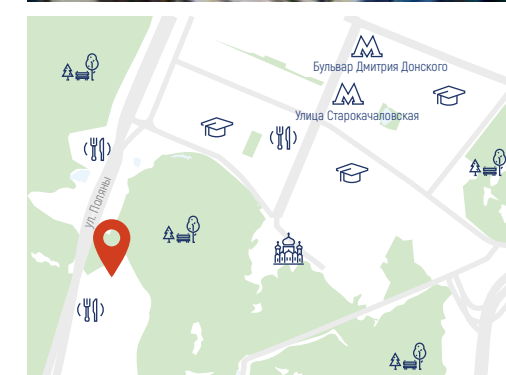 Бульвар Дмитрия Донского
Улица Старокачаловская
ул. Поляны